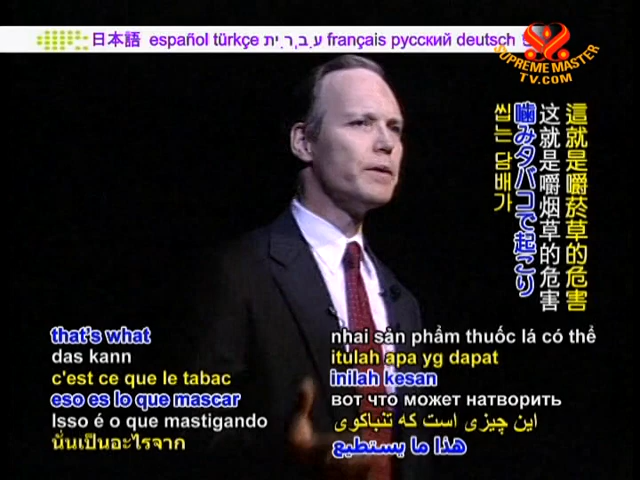 日本語 español türkçe עִבְרִית français русский deutsch
SUPREME MASTER
TV.COM
這就是嚼菸草的危害
这就是嚼烟草的危害
噛みタバコで起こり
씹는 담배가
that's what
das kann
c'est ce que le tabac
eso es lo que mascar
Isso é o que mastigando
นั่นเป็นอะไรจาก
nhai sản phẩm thuốc lá có thể
itulah apa yg dapat
inilah kesan
вот что может натворить
این چیزی است که تنباکوی
هذا ما يستطيع